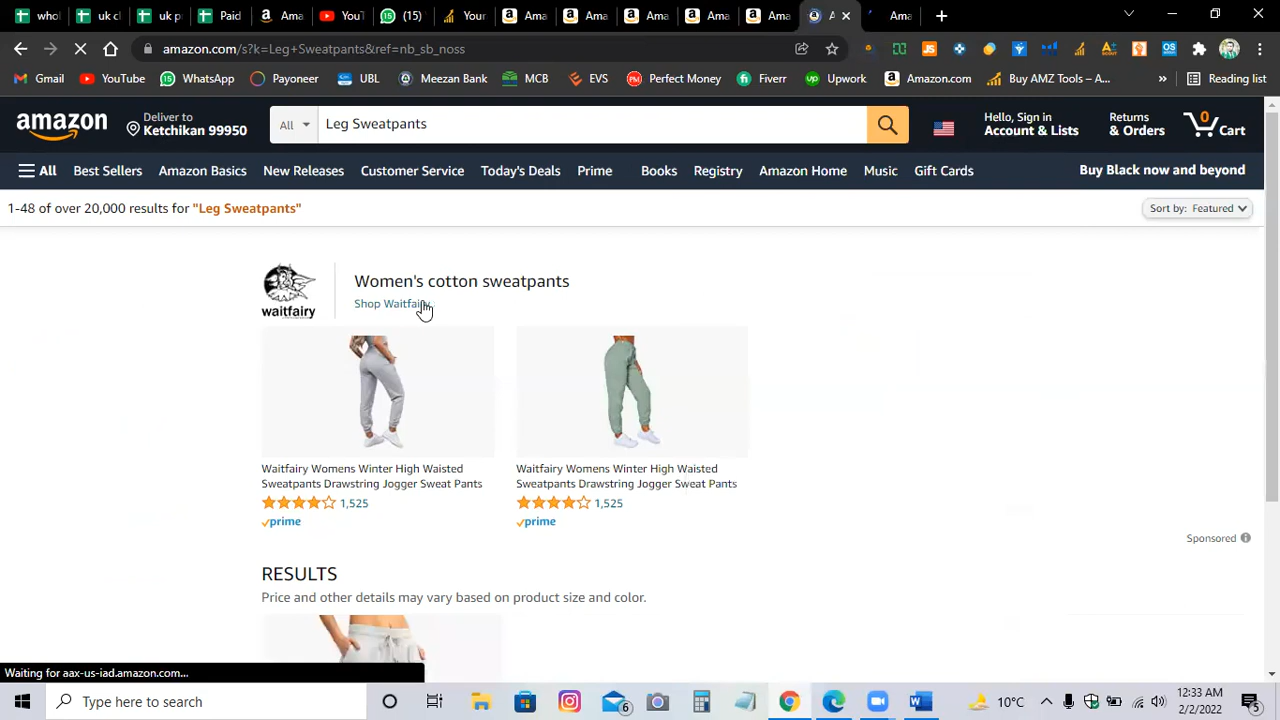 whol
uk p
uk p
Paid
Ama
YouT
(15)
Your
Ama
Ama
Ama
Ama
Ama
A
Ama
amazon.com/s?k=Leg+Sweatpants&ref=nb_sb_noss
Gmail YouTube WhatsApp Payoneer UBL Meezan Bank MCB EVS Perfect Money Fiverr Upwork Amazon.com Buy AMZ Tools – A... » Reading list
amazon
Deliver to
Ketchikan 99950
All
Leg Sweatpants
Hello, Sign in
Account & Lists
Returns
& Orders
0
Cart
All Best Sellers Amazon Basics New Releases Customer Service Today's Deals Prime Books Registry Amazon Home Music Gift Cards Buy Black now and beyond
1-48 of over 20,000 results for "Leg Sweatpants"
Sort by: Featured
waitfairy
Women's cotton sweatpants
Shop Waitfairy
Waitfairy Womens Winter High Waisted
Sweatpants Drawstring Jogger Sweat Pants
1,525
prime
Waitfairy Womens Winter High Waisted
Sweatpants Drawstring Jogger Sweat Pants
1,525
prime
Sponsored
RESULTS
Price and other details may vary based on product size and color.
Waiting for aax-us-iad.amazon.com...
Type here to search
6
10°C
12:33 AM
2/2/2022
5